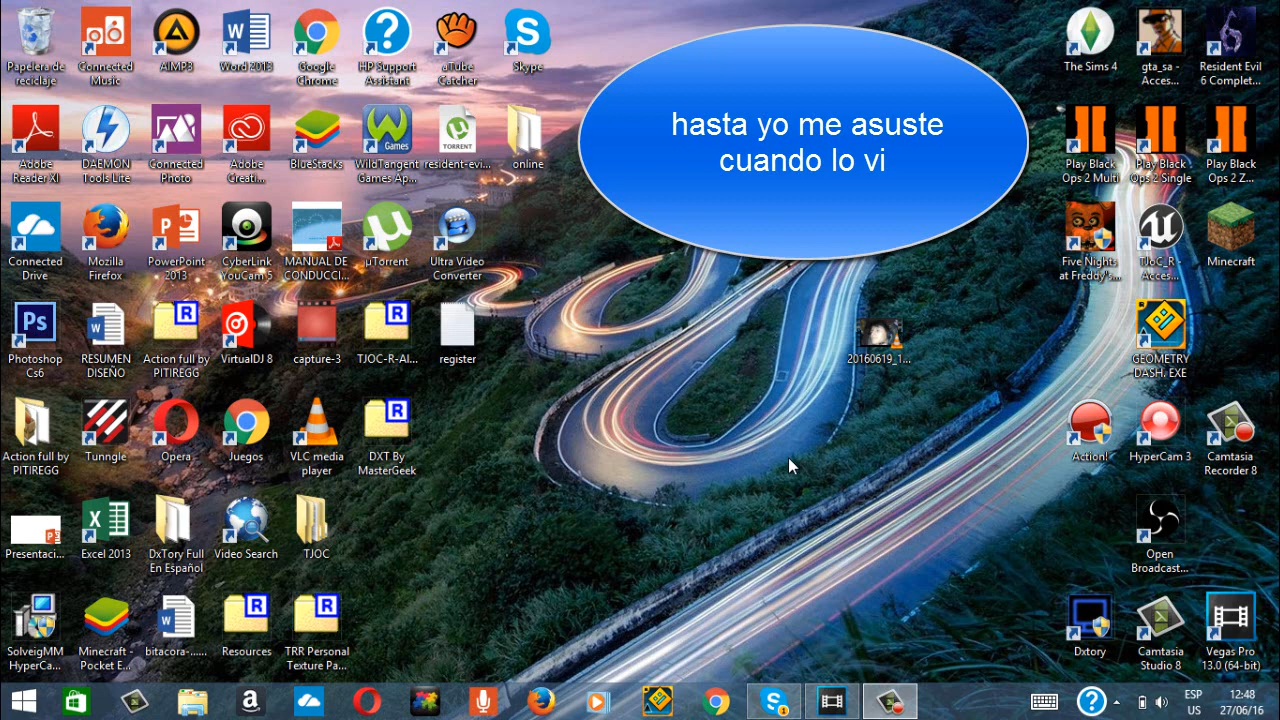 Papelera de
reciclaje
Connected
Music
AIMP3
Word 2013
Google
Chrome
HP Support
Assistant
aTube
Catcher
Skype
hasta yo me asuste
cuando lo vi
The Sims 4
gta_sa -
Acces...
Resident Evil
6 Complet...
Adobe
Reader XI
DAEMON
Tools Lite
Connected
Photo
Adobe
Creati...
BlueStacks
Games
WildTangent
Games Ap...
TORRENT
resident-evi...
online
Play Black
Ops 2 Multi
Play Black
Ops 2 Single
Play Black
Ops 2 Z...
Connected
Drive
Mozilla
Firefox
PowerPoint
2013
CyberLink
YouCam 5
MANUAL DE
CONDUCCI...
µTorrent
Ultra Video
Converter
Five Nights
at Freddy's...
TJoC_R -
Acces...
Minecraft
Ps
Photoshop
Cs6
RESUMEN
DISEÑO
R
Action full by
PITIREGG
VirtualDJ 8
capture-3
R
TJOC-R-Al...
register
20160619_1...
GEOMETRY
DASH. EXE
Action full by
PITIREGG
Tunngle
Opera
Juegos
VLC media
player
R
DXT By
MasterGeek
Action!
HyperCam 3
Camtasia
Recorder 8
Presentaci...
Excel 2013
DxTory Full
En Español
Video Search
TJOC
Open
Broadcast...
SolveigMM
HyperCa...
Minecraft -
Pocket E...
bitacora-......
R
Resources
R
TRR Personal
Texture Pa...
Dxtory
Camtasia
Studio 8
Vegas Pro
13.0 (64-bit)
ESP
US
12:48
27/06/16